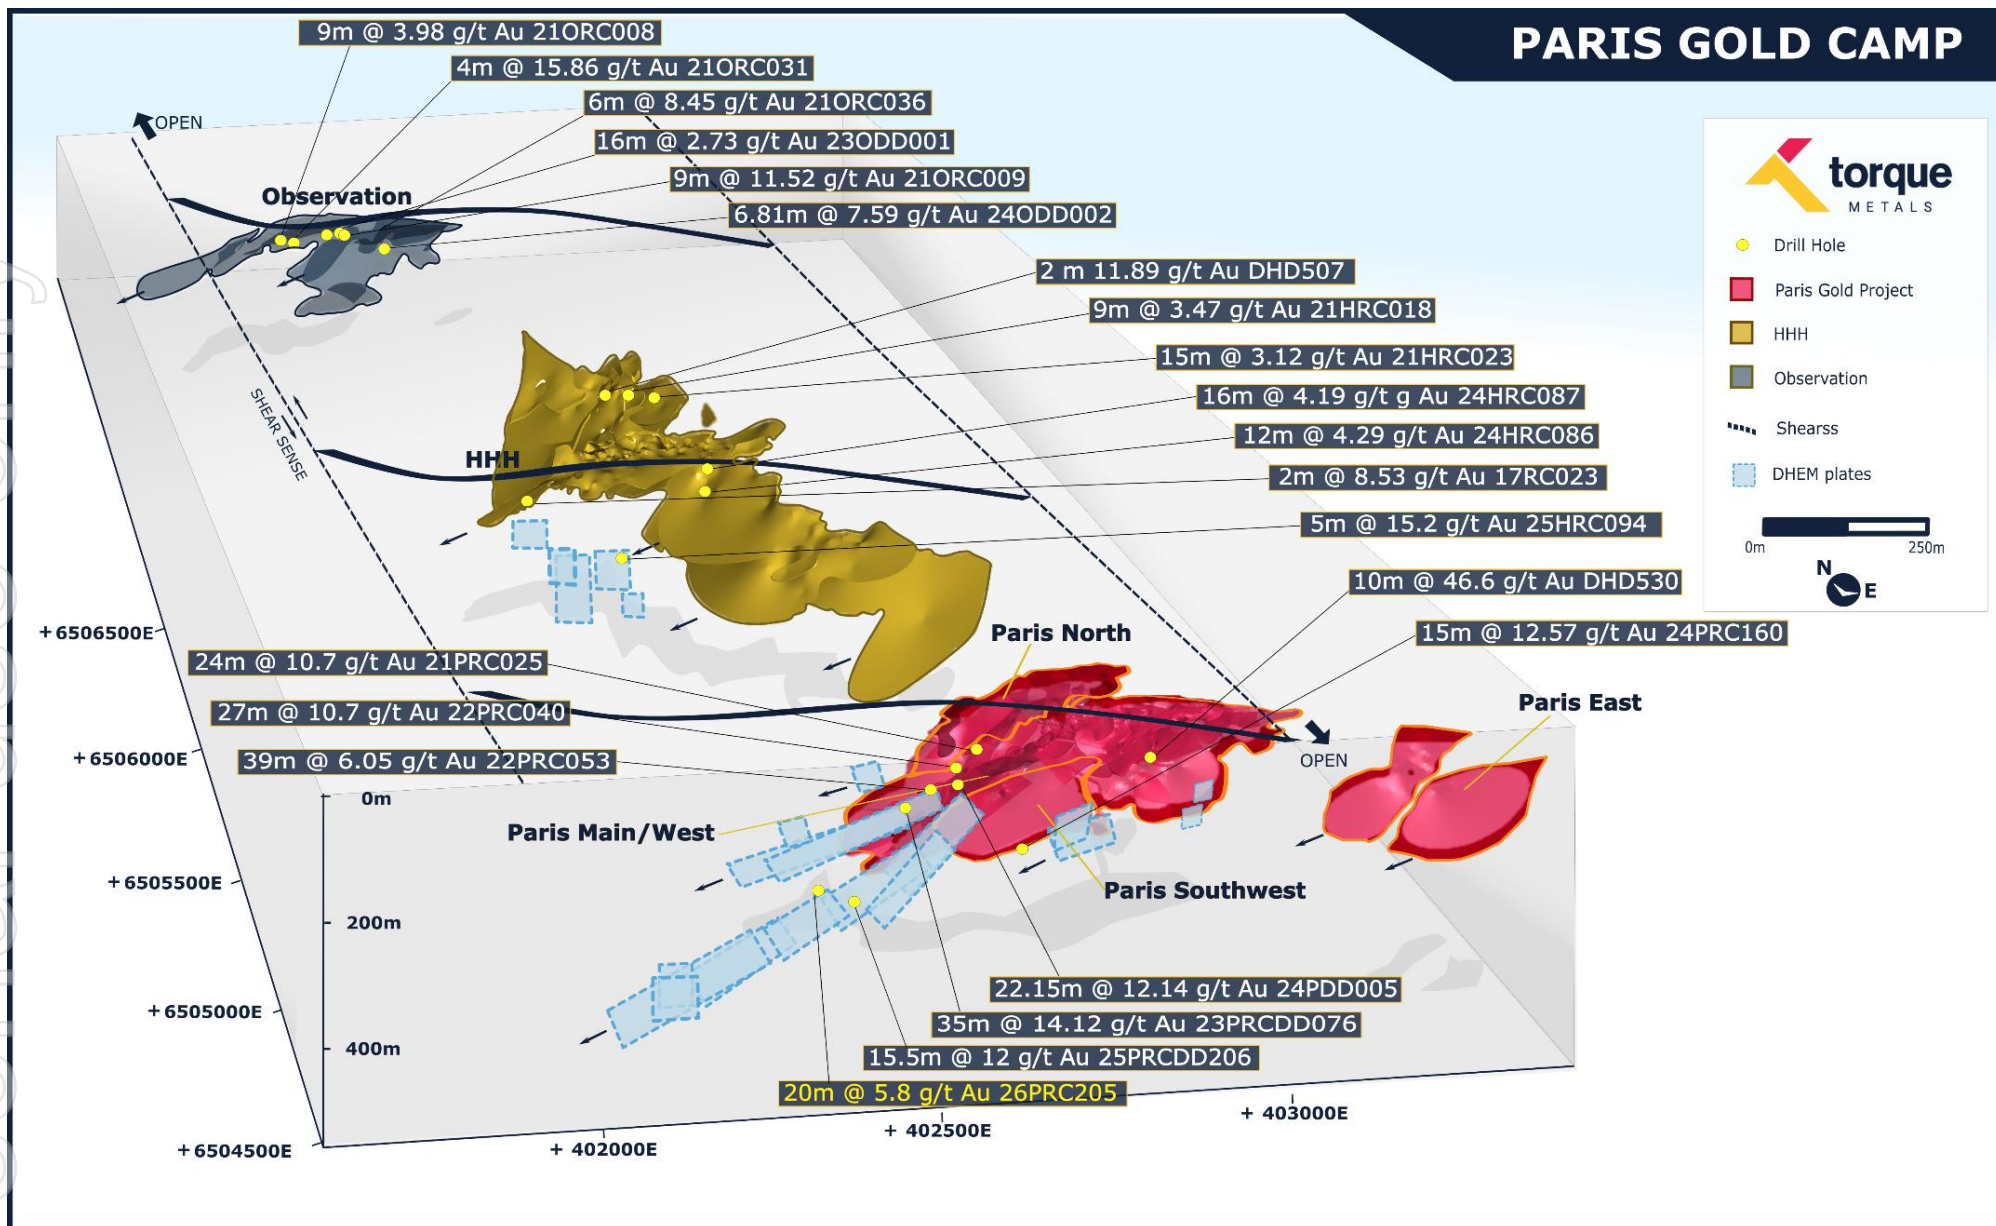 PARIS GOLD CAMP
9m @ 3.98 g/t Au 21ORC008
4m @ 15.86 g/t Au 21ORC031
6m @ 8.45 g/t Au 21ORC036
16m @ 2.73 g/t Au 23ODD001
9m @ 11.52 g/t Au 21ORC009
6.81m @ 7.59 g/t Au 24ODD002
OPEN
Observation
2 m 11.89 g/t Au DHD507
9m @ 3.47 g/t Au 21HRC018
15m @ 3.12 g/t Au 21HRC023
16m @ 4.19 g/t g Au 24HRC087
12m @ 4.29 g/t Au 24HRC086
2m @ 8.53 g/t Au 17RC023
5m @ 15.2 g/t Au 25HRC094
SHEAR SENSE
HHH
10m @ 46.6 g/t Au DHD530
15m @ 12.57 g/t Au 24PRC160
Paris North
Paris East
24m @ 10.7 g/t Au 21PRC025
27m @ 10.7 g/t Au 22PRC040
39m @ 6.05 g/t Au 22PRC053
OPEN
Paris Main/West
Paris Southwest
22.15m @ 12.14 g/t Au 24PDD005
35m @ 14.12 g/t Au 23PRCDD076
15.5m @ 12 g/t Au 25PRCDD206
20m @ 5.8 g/t Au 26PRC205
+6506500E
+6506000E
+6505500E
+6505000E
+6504500E
0m
200m
400m
+ 402000E
+ 402500E
+ 403000E
torque
METALS
Drill Hole
Paris Gold Project
HHH
Observation
Shearss
DHEM plates
0m
250m
N
E